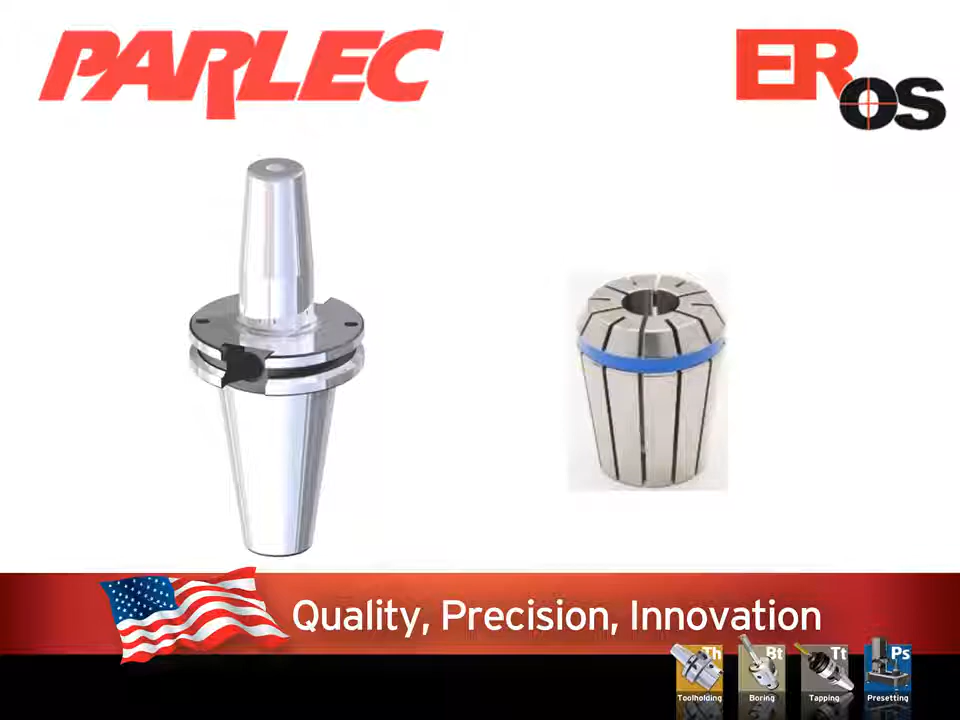 PARLEC
ER
OS
Quality, Precision, Innovation
Th
Bt
Tt
Ps
Toolholding
Boring
Tapping
Presetting